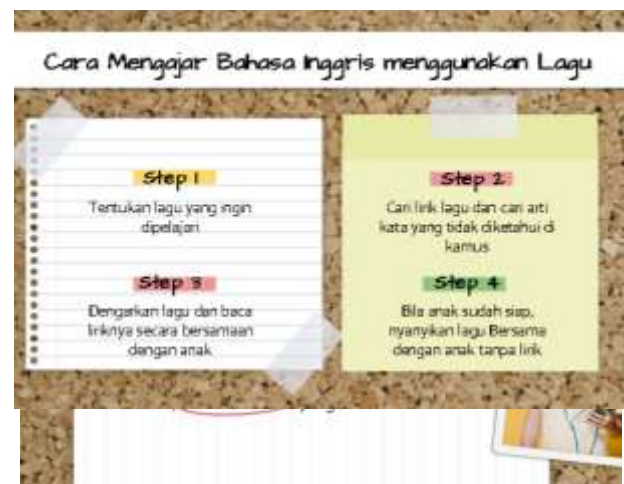 Cara Mengajar Bahasa Inggris menggunakan Lagu
Step 1
Tentukan lagu yang ingin
dipelajari
Step 2
Cari lirik lagu dan cari arti
kata yang tidak diketahui di
kamus
Step 3
Dengarkan lagu dan baca
liriknya secara bersamaan
dengan anak
Step 4
Bila anak sudah siap,
nyanyikan lagu Bersama
dengan anak tanpa lirik